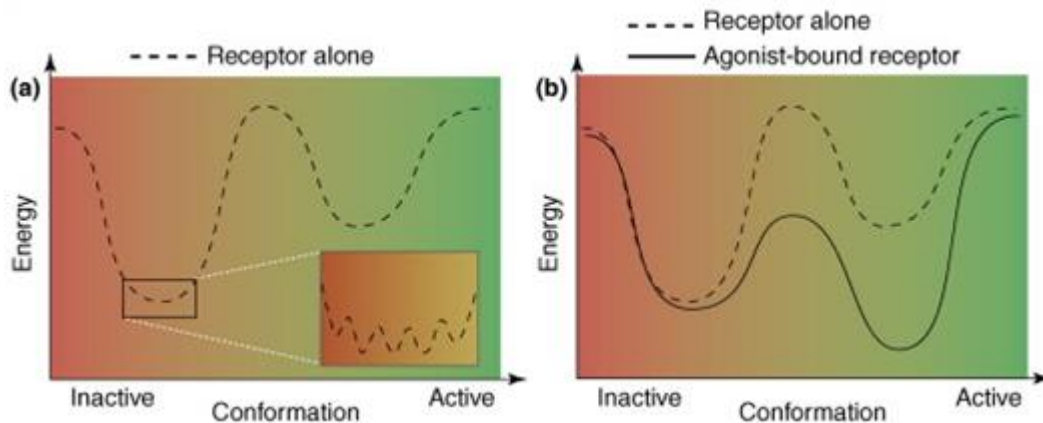 (a)
Receptor alone
Energy
Inactive
Conformation
Active
(b)
Receptor alone
Agonist-bound receptor
Energy
Inactive
Conformation
Active